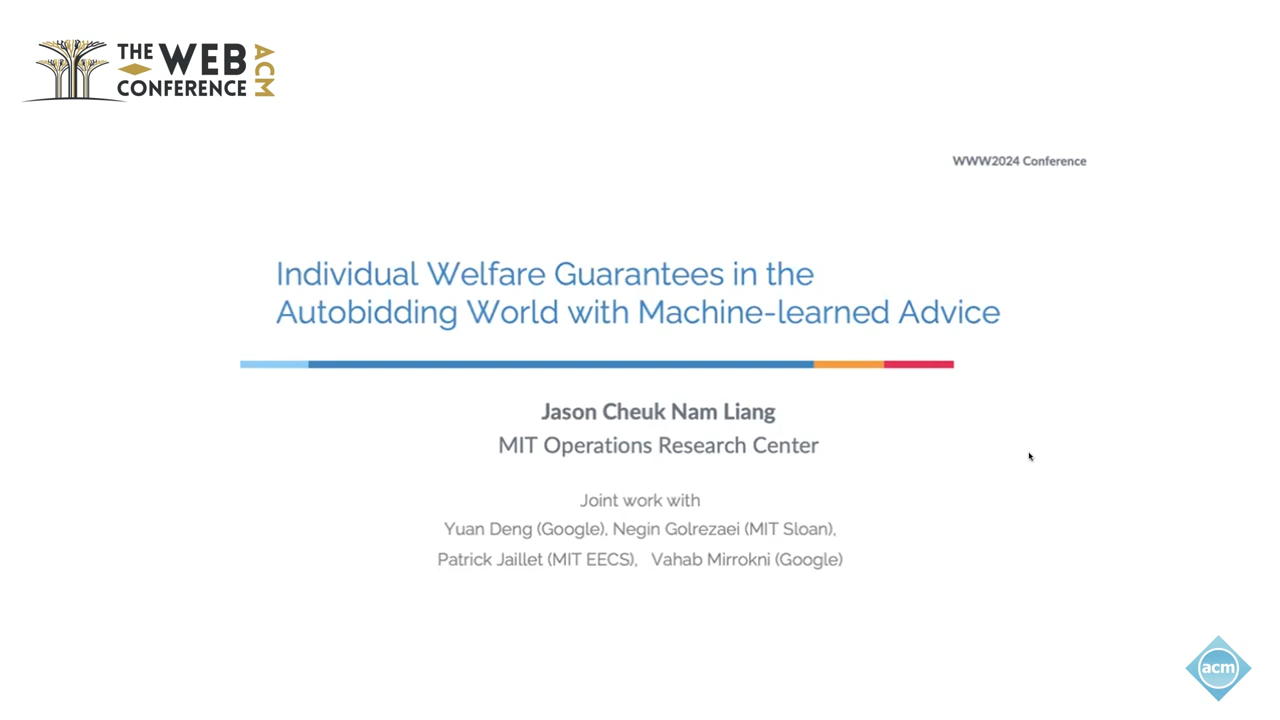 THE WEB
CONFERENCE
ACM
WWW2024 Conference
Individual Welfare Guarantees in the
Autobidding World with Machine-learned Advice
Jason Cheuk Nam Liang
MIT Operations Research Center
Joint work with
Yuan Deng (Google), Negin Golrezaei (MIT Sloan),
Patrick Jaillet (MIT EECS), Vahab Mirrokni (Google)
acm